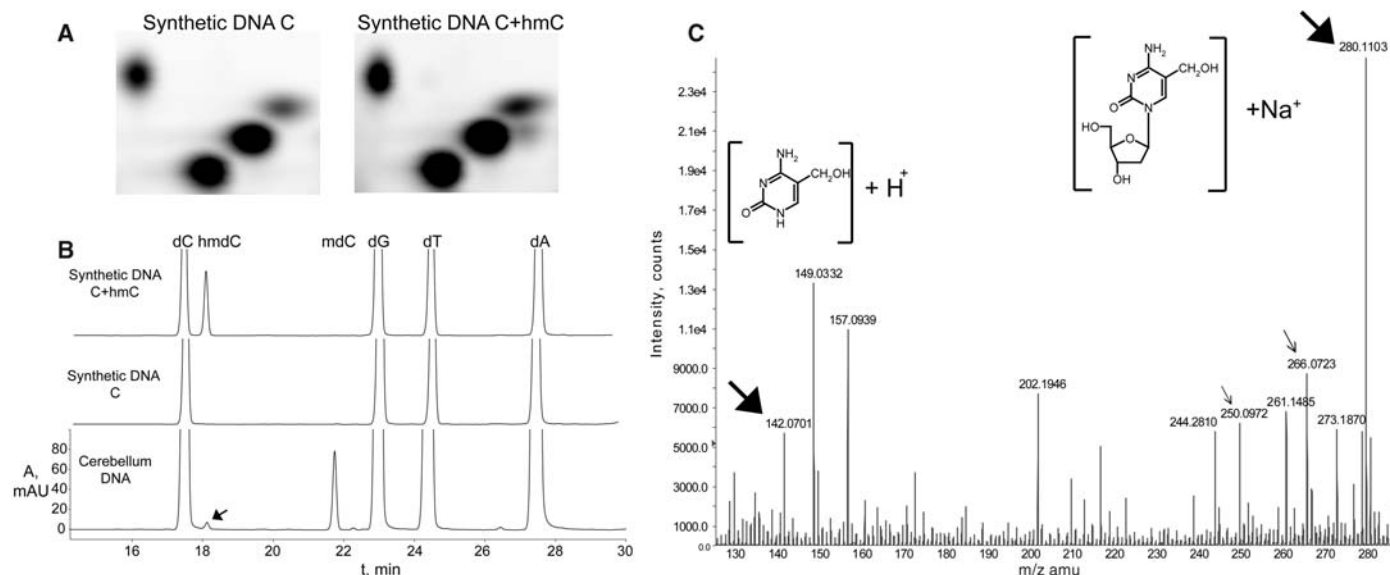 A
Synthetic DNA C
Synthetic DNA C+hmC
B
dC hmdC mdC dG dT dA
Synthetic DNA
C+hmC
Synthetic DNA
C
Cerebellum
DNA
A,
mAU
80
60
40
20
0
14 16 18 20 22 24 26 28 30
t, min
C
280.1103
NH₂
CH₂OH
N
O
N
HO
O
OH
+Na⁺
NH₂
CH₂OH
N
O
N
H
+ H⁺
Intensity, counts
2.3e4
2.1e4
1.9e4
1.7e4
1.5e4
1.3e4
1.1e4
9000.0
7000.0
5000.0
3000.0
1000.0
0.0
149.0332
157.0939
142.0701
202.1946
266.0723
250.0972
261.1485
244.2810
273.1870
130 140 150 160 170 180 190 200 210 220 230 240 250 260 270 280
m/z amu